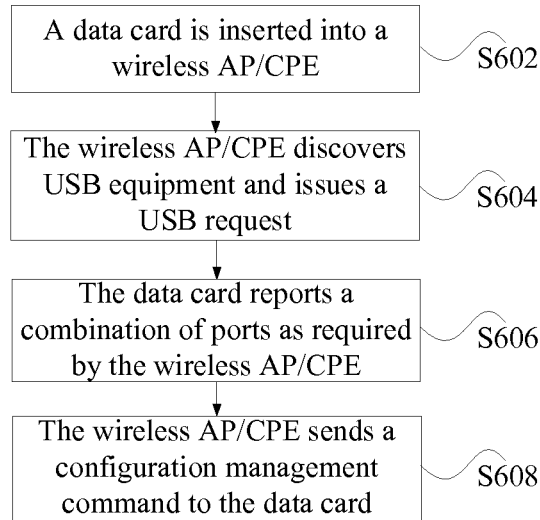 A data card is inserted into a
wireless AP/CPE
S602
The wireless AP/CPE discovers
USB equipment and issues a
USB request
S604
The data card reports a
combination of ports as required
by the wireless AP/CPE
S606
The wireless AP/CPE sends a
configuration management
command to the data card
S608